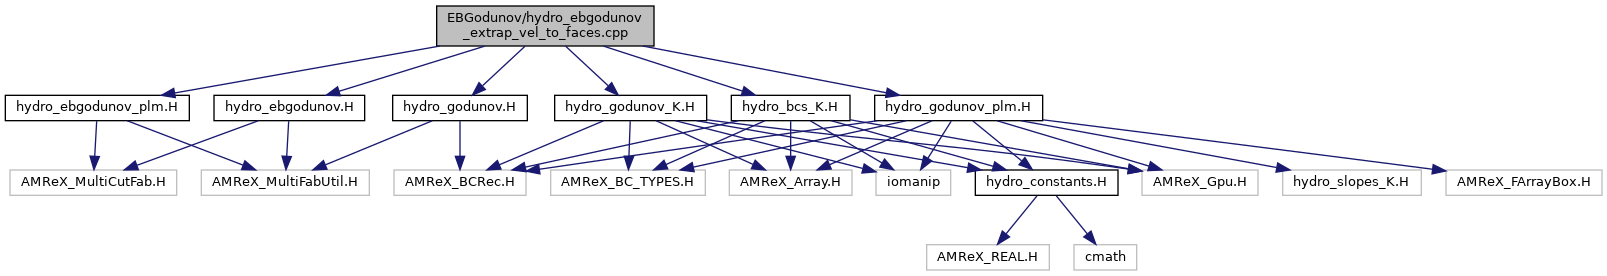 EBGodunov/hydro_ebgodunov
_extrap_vel_to_faces.cpp
hydro_ebgodunov_plm.H
hydro_ebgodunov.H
hydro_godunov.H
hydro_godunov_K.H
hydro_bcs_K.H
hydro_godunov_plm.H
AMReX_MultiCutFab.H
AMReX_MultiFabUtil.H
AMReX_BCRec.H
AMReX_BC_TYPES.H
AMReX_Array.H
iomanip
hydro_constants.H
AMReX_Gpu.H
hydro_slopes_K.H
AMReX_FArrayBox.H
AMReX_REAL.H
cmath